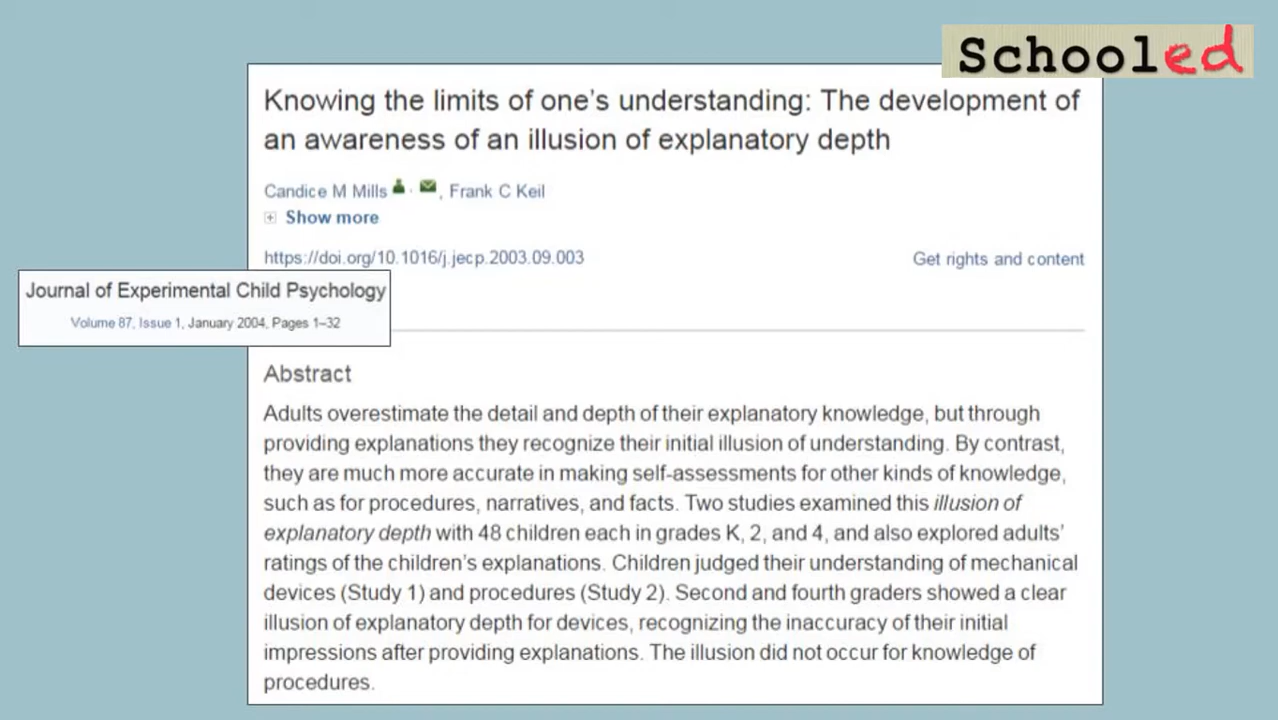 Schooled
Knowing the limits of one's understanding: The development of
an awareness of an illusion of explanatory depth
Candice M Mills , Frank C Keil
Show more
https://doi.org/10.1016/j.jecp.2003.09.003
Get rights and content
Journal of Experimental Child Psychology
Volume 87, Issue 1, January 2004, Pages 1–32
Abstract
Adults overestimate the detail and depth of their explanatory knowledge, but through
providing explanations they recognize their initial illusion of understanding. By contrast,
they are much more accurate in making self-assessments for other kinds of knowledge,
such as for procedures, narratives, and facts. Two studies examined this illusion of
explanatory depth with 48 children each in grades K, 2, and 4, and also explored adults'
ratings of the children's explanations. Children judged their understanding of mechanical
devices (Study 1) and procedures (Study 2). Second and fourth graders showed a clear
illusion of explanatory depth for devices, recognizing the inaccuracy of their initial
impressions after providing explanations. The illusion did not occur for knowledge of
procedures.